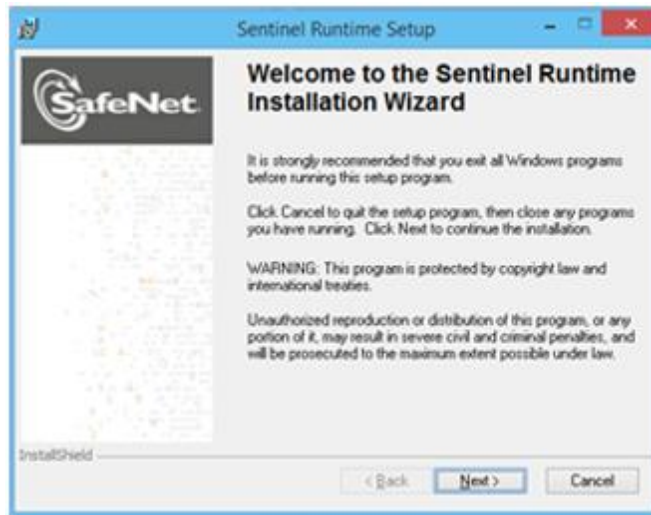 Sentinel Runtime Setup
SafeNet.
Welcome to the Sentinel Runtime
Installation Wizard
It is strongly recommended that you exit all Windows programs
before running this setup program.
Click Cancel to quit the setup program, then close any programs
you have running. Click Next to continue the installation.
WARNING: This program is protected by copyright law and
international treaties.
Unauthorized reproduction or distribution of this program, or any
portion of it, may result in severe civil and criminal penalties, and
will be prosecuted to the maximum extent possible under law.
InstallShield
< Back
Next >
Cancel